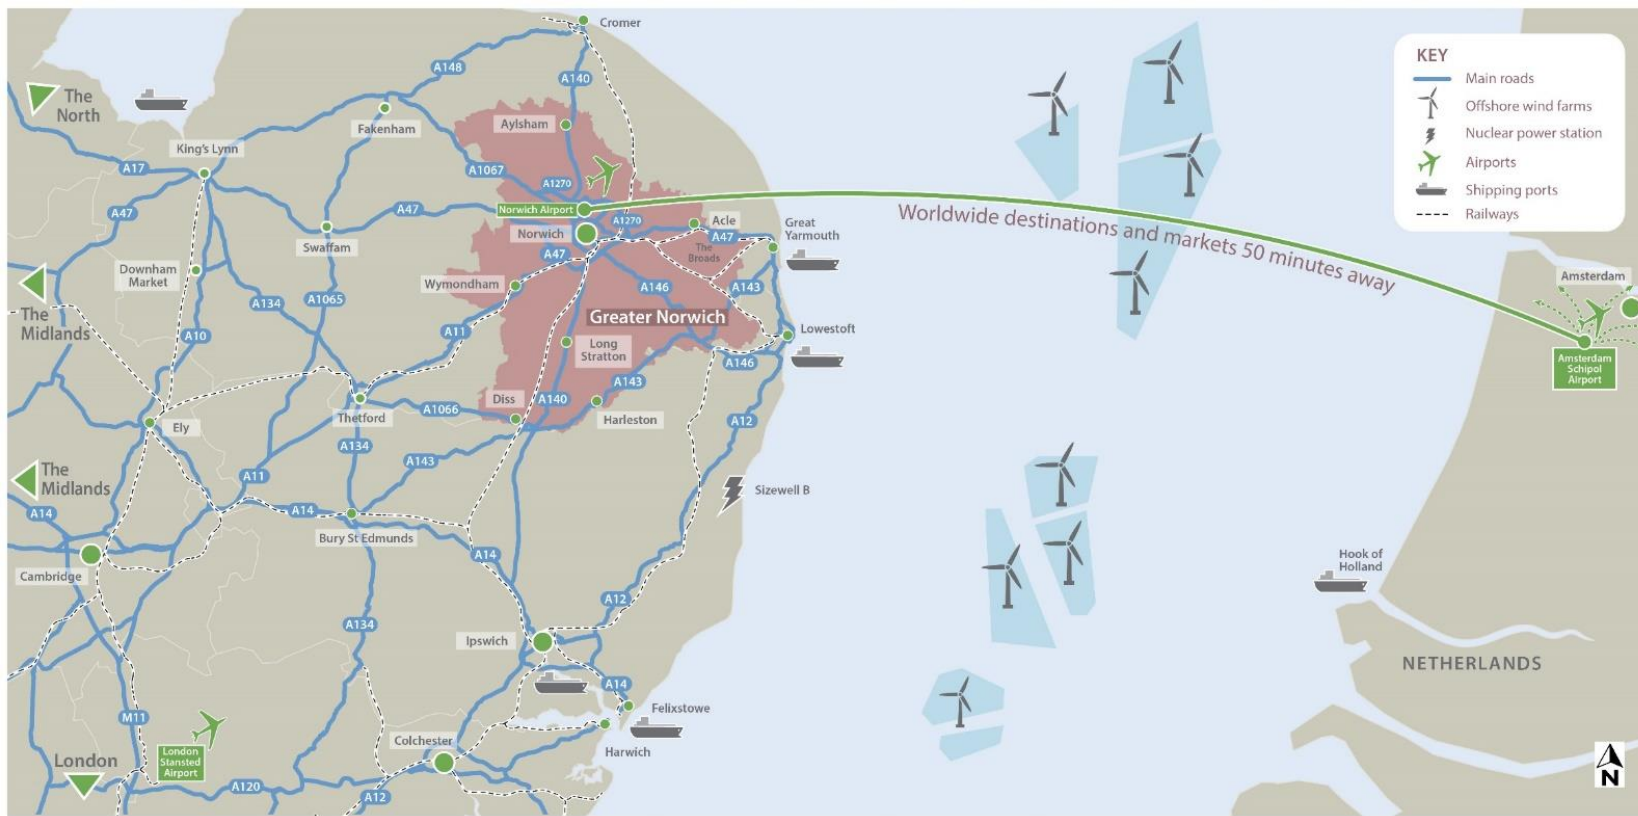 Cromer
KEY
Main roads
Offshore wind farms
Nuclear power station
Airports
Shipping ports
Railways
A148
A140
The
North
Fakenham
Aylsham
King's Lynn
A17
A1067
A1270
A47
Norwich Airport
A47
Acle
A1270
Great
Yarmouth
Swaffam
Norwich
A47
A47
The
Broads
Worldwide destinations and markets 50 minutes away
Downham
Market
Wymondham
A146
A143
Amsterdam
The
Midlands
A134
A1065
Greater Norwich
A10
A11
Long
Stratton
Lowestoft
A146
Amsterdam
Schipol
Airport
A143
Diss
A140
Thetford
A1066
Harleston
A12
Ely
A134
A143
The
Midlands
A11
Sizewell B
A14
A14
Bury St Edmunds
A14
Cambridge
Hook of
Holland
A12
A134
Ipswich
NETHERLANDS
A14
Felixstowe
M11
Colchester
Harwich
London
London
Stansted
Airport
A120
A12
N